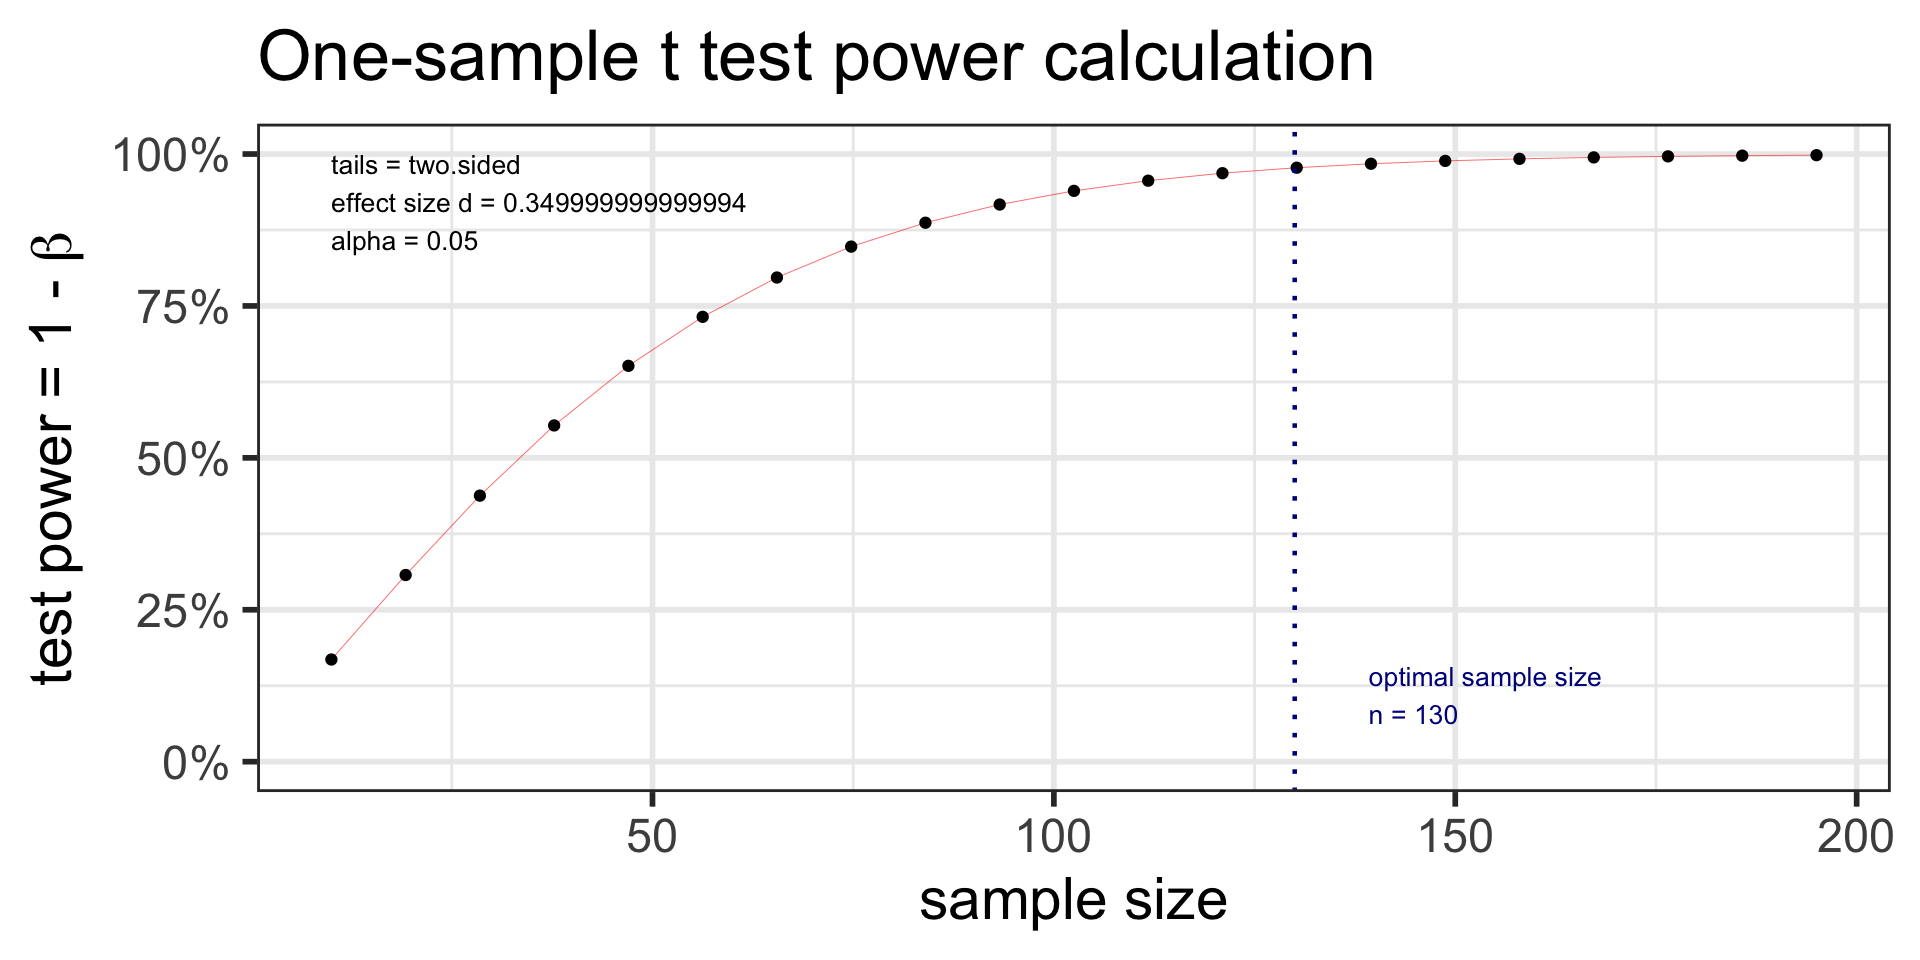 One-sample t test power calculation
100%
75%
50%
25%
0%
test power = 1 - β
tails = two.sided
effect size d = 0.349999999999994
alpha = 0.05
optimal sample size
n = 130
50
100
150
200
sample size